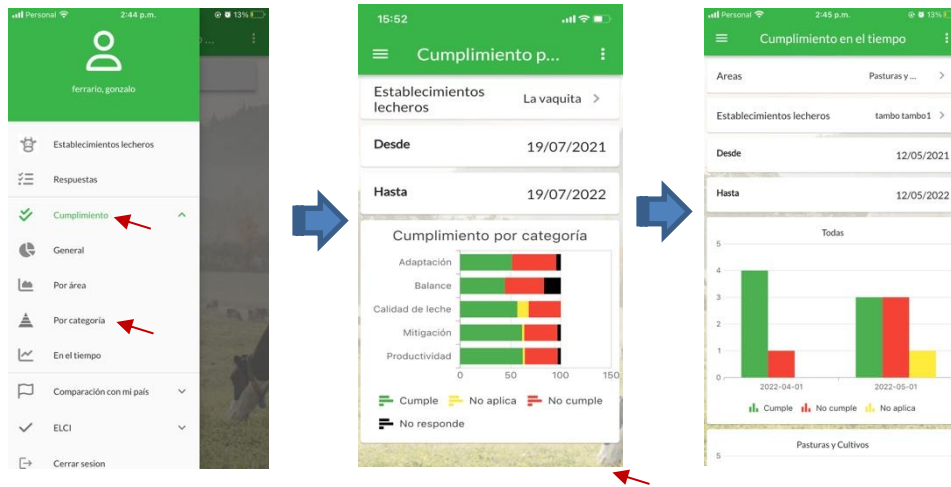 Personal 2:44 p.m. 13%
ferrario, gonzalo
Establecimientos lecheros
Respuestas
Cumplimiento
General
Por área
Por categoría
En el tiempo
Comparación con mi país
ELCI
Cerrar sesion
15:52
Cumplimiento p...
Establecimientos
lecheros La vaquita
Desde 19/07/2021
Hasta 19/07/2022
Cumplimiento por categoría
Adaptación
Balance
Calidad de leche
Mitigación
Productividad
0 50 100 150
Cumple No aplica No cumple
No responde
Personal 2:45 p.m. 13%
Cumplimiento en el tiempo
Areas Pasturas y ...
Establecimientos lecheros tambo tambo1
Desde 12/05/2021
Hasta 12/05/2022
Todas
5
4
3
2
1
0
2022-04-01 2022-05-01
Cumple No cumple No aplica
Pasturas y Cultivos
5